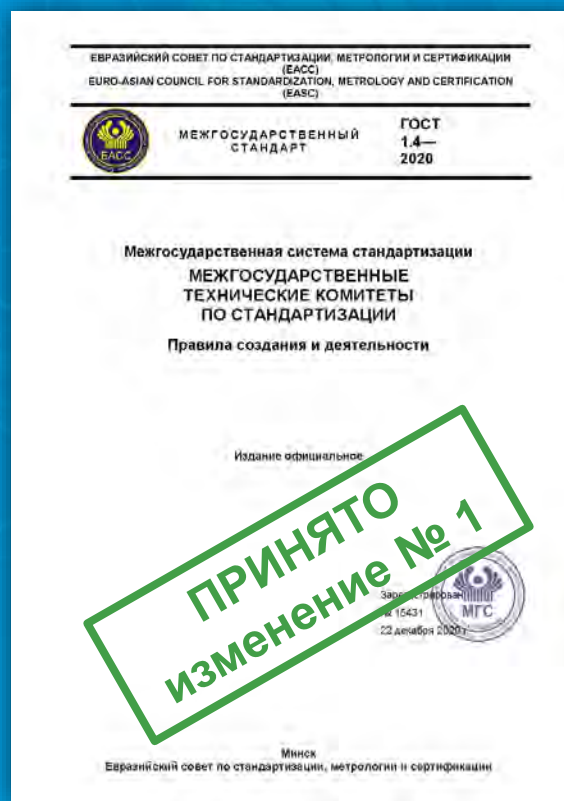 ЕВРАЗИЙСКИЙ СОВЕТ ПО СТАНДАРТИЗАЦИИ, МЕТРОЛОГИИ И СЕРТИФИКАЦИИ
(ЕАСС)
EURO-ASIAN COUNCIL FOR STANDARDIZATION, METROLOGY AND CERTIFICATION
(EASC)
ЕАСС
МЕЖГОСУДАРСТВЕННЫЙ
СТАНДАРТ
ГОСТ
1.4—
2020
Межгосударственная система стандартизации
МЕЖГОСУДАРСТВЕННЫЕ
ТЕХНИЧЕСКИЕ КОМИТЕТЫ
ПО СТАНДАРТИЗАЦИИ
Правила создания и деятельности
Издание официальное
ПРИНЯТО
изменение № 1
МГС
15431
22 декабря 2020 г.
Минск
Евразийский совет по стандартизации, метрологии и сертификации